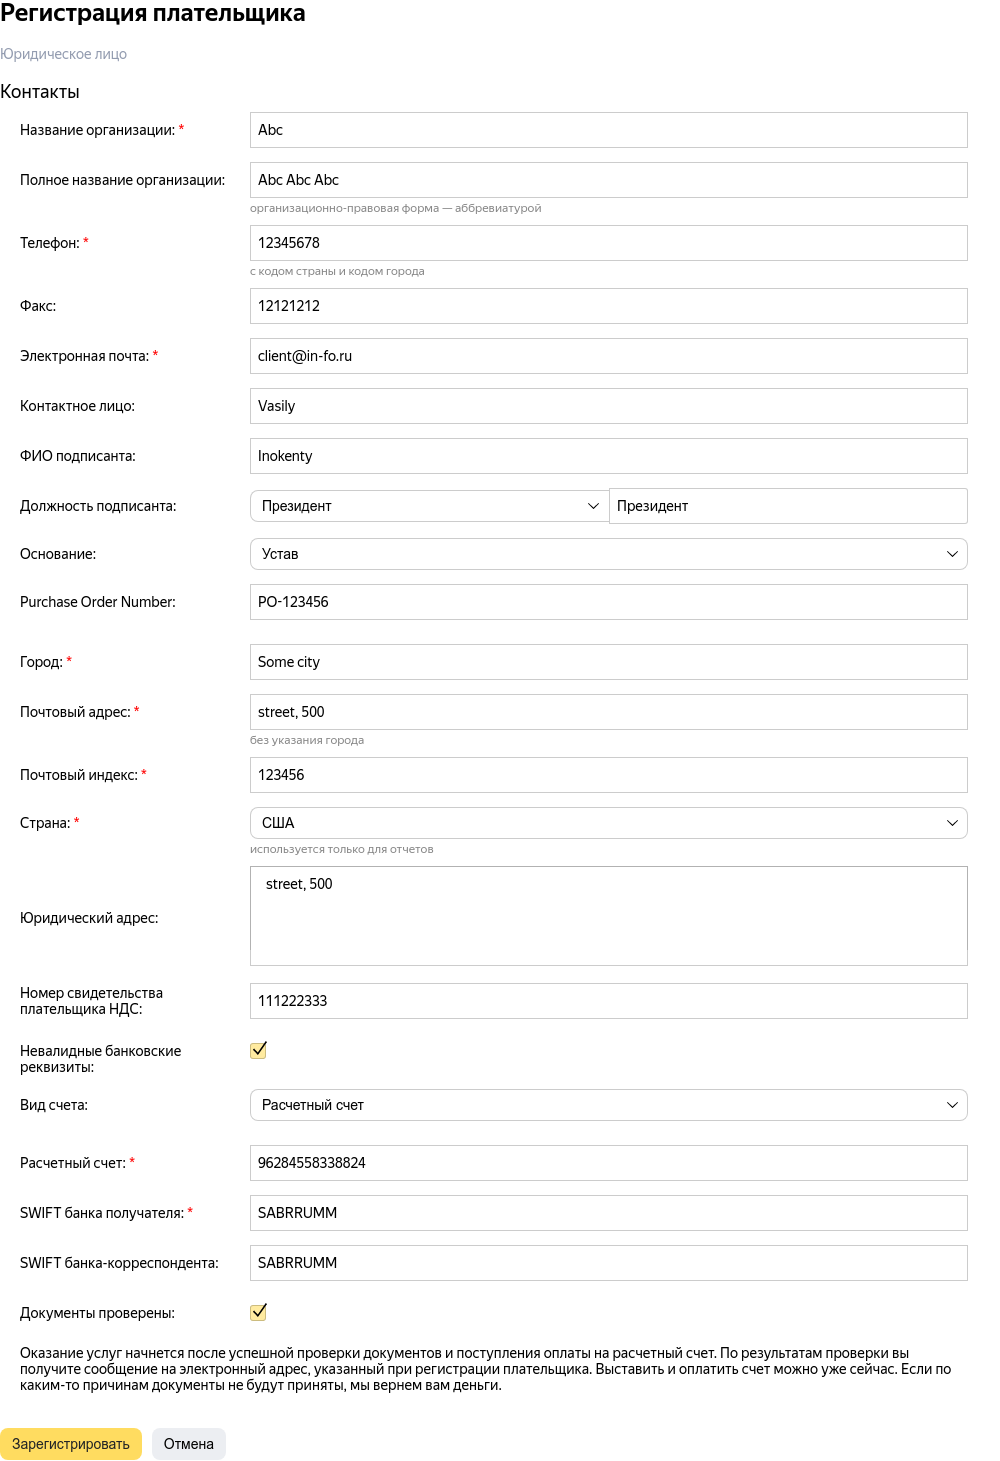 Регистрация плательщика
Юридическое лицо
Контакты
Название организации: * Abc
Полное название организации: Abc Abc Abc
организационно-правовая форма — аббревиатурой
Телефон: * 12345678
с кодом страны и кодом города
Факс: 12121212
Электронная почта: * client@in-fo.ru
Контактное лицо: Vasily
ФИО подписанта: Inokenty
Должность подписанта: Президент Президент
Основание: Устав
Purchase Order Number: PO-123456
Город: * Some city
Почтовый адрес: * street, 500
без указания города
Почтовый индекс: * 123456
Страна: * США
используется только для отчетов
Юридический адрес: street, 500
Номер свидетельства
плательщика НДС: 111222333
Невалидные банковские
реквизиты:
Вид счета: Расчетный счет
Расчетный счет: * 96284558338824
SWIFT банка получателя: * SABRRUMM
SWIFT банка-корреспондента: SABRRUMM
Документы проверены:
Оказание услуг начнется после успешной проверки документов и поступления оплаты на расчетный счет. По результатам проверки вы
получите сообщение на электронный адрес, указанный при регистрации плательщика. Выставить и оплатить счет можно уже сейчас. Если по
каким-то причинам документы не будут приняты, мы вернем вам деньги.
Зарегистрировать Отмена